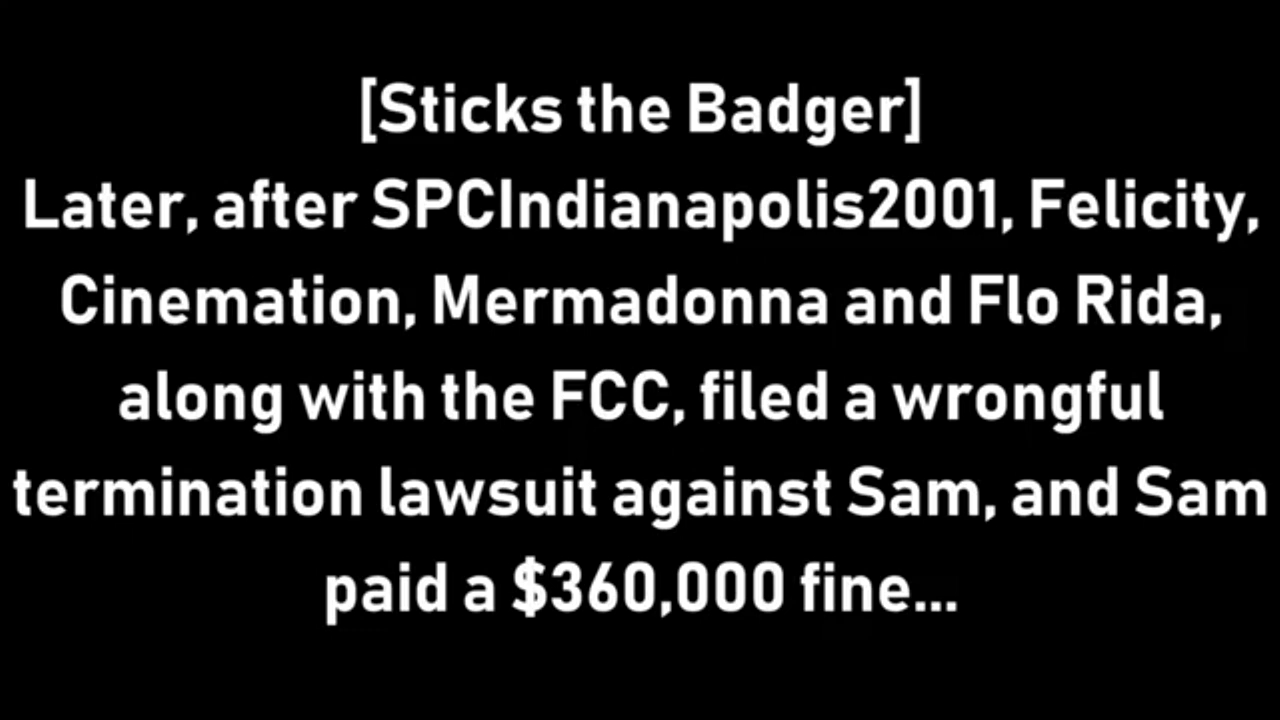 [Sticks the Badger]
Later, after SPCIndianapolis2001, Felicity,
Cinemation, Mermadonna and Flo Rida,
along with the FCC, filed a wrongful
termination lawsuit against Sam, and Sam
paid a $360,000 fine...